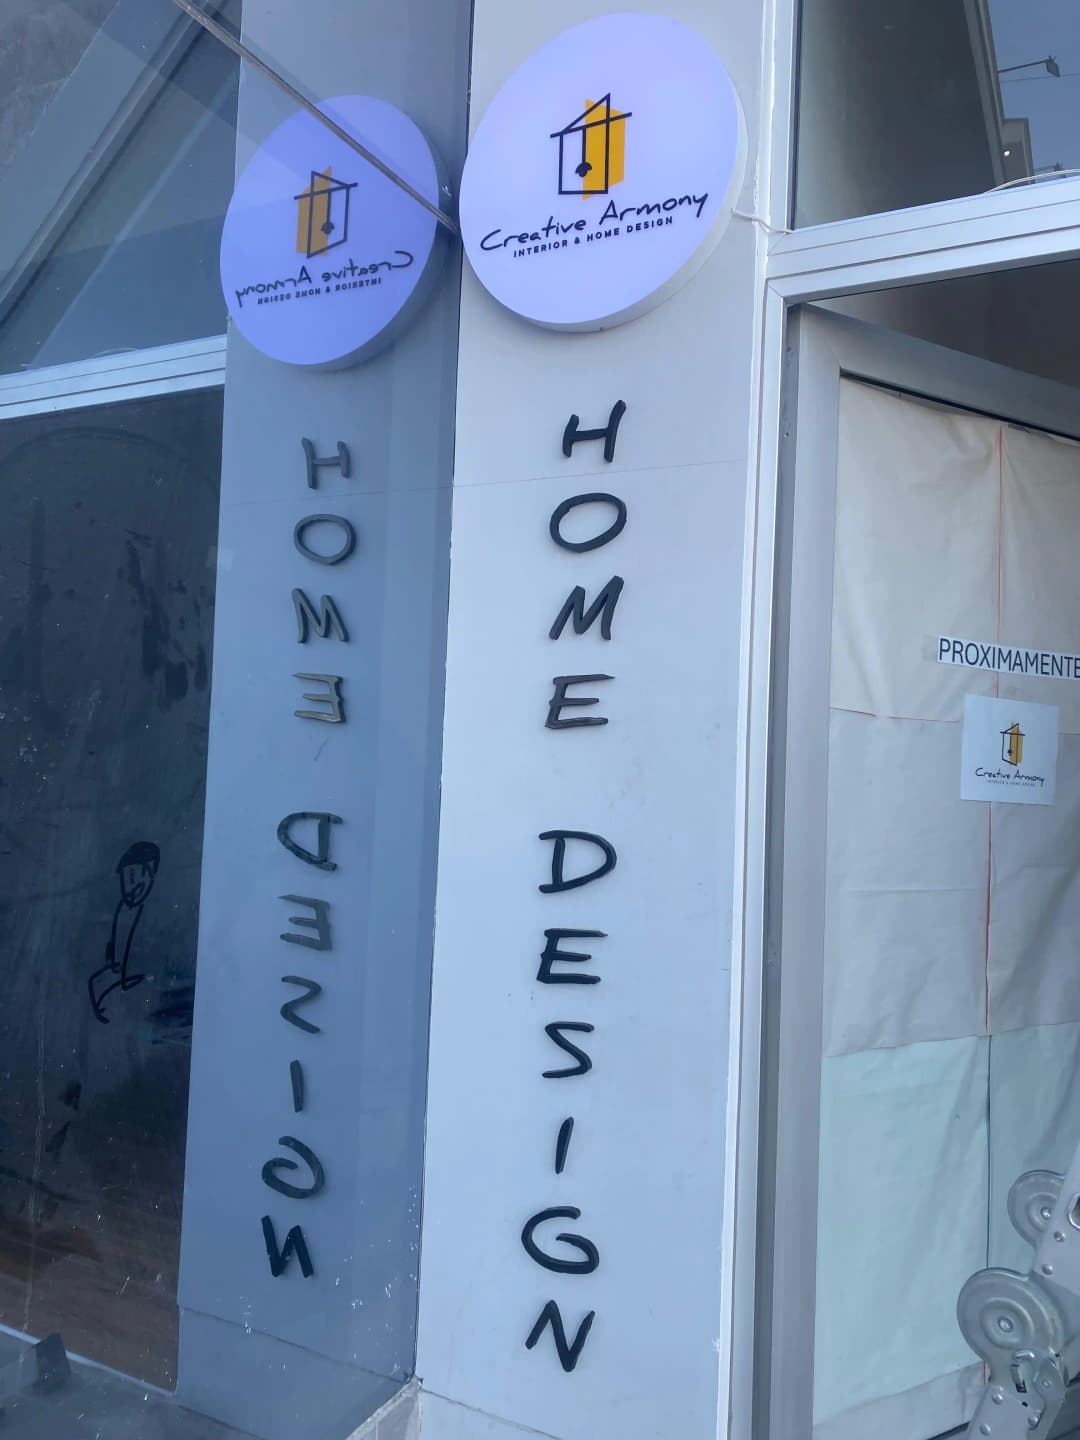 Creative Armony
INTERIOR & HOME DESIGN
HOME DESIGN
PROXIMAMENTE
Creative Armony
INTERIOR & HOME DESIGN